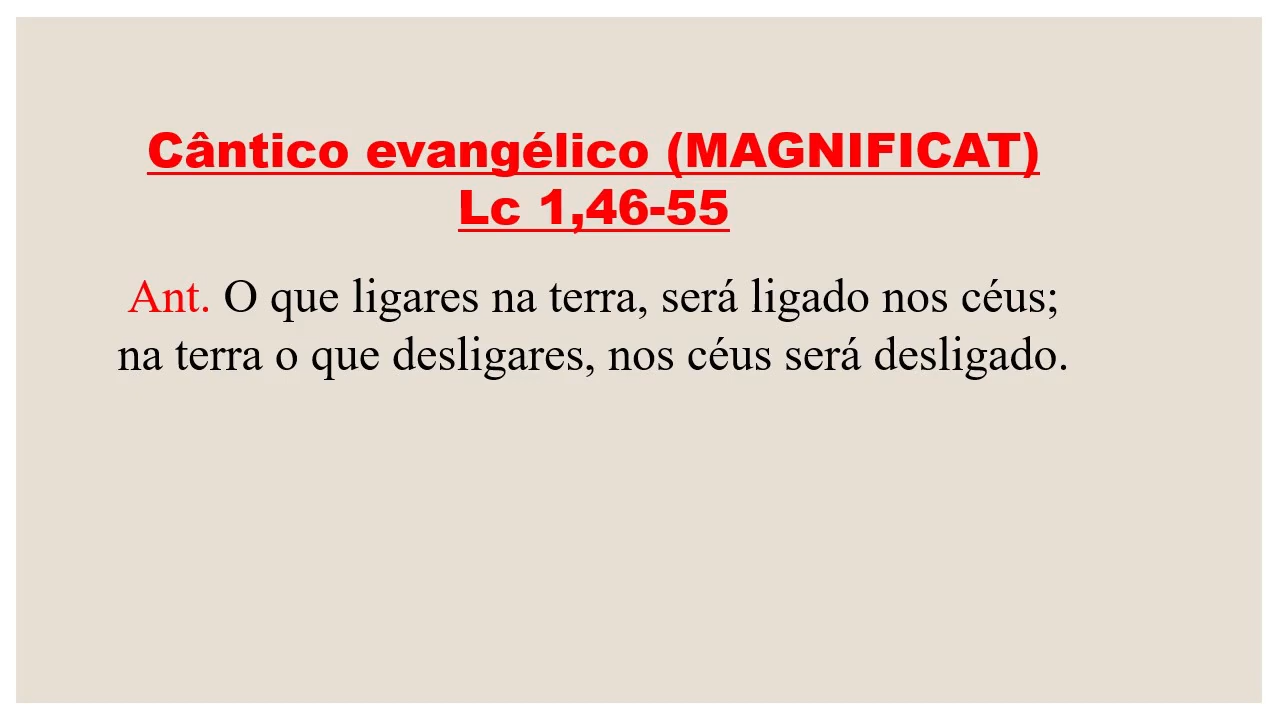 Cântico evangélico (MAGNIFICAT)
Lc 1,46-55
Ant. O que ligares na terra, será ligado nos céus;
na terra o que desligares, nos céus será desligado.